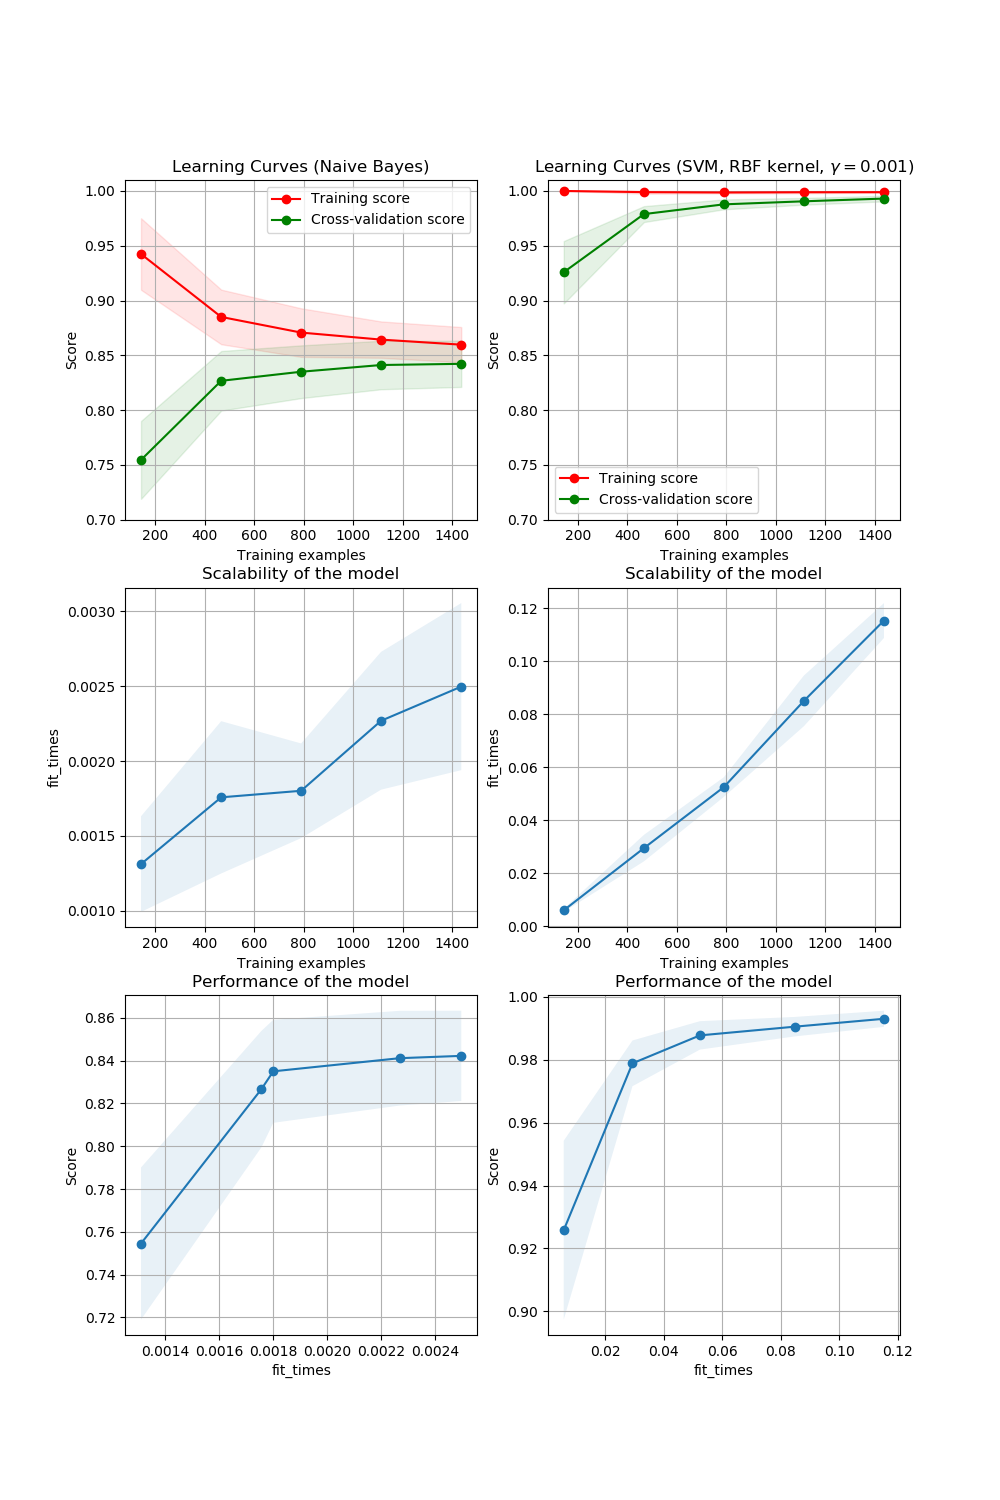 Learning Curves (Naive Bayes)
1.00
0.95
0.90
0.85
0.80
0.75
0.70
Score
Training score
Cross-validation score
200 400 600 800 1000 1200 1400
Training examples
Learning Curves (SVM, RBF kernel, γ = 0.001)
1.00
0.95
0.90
0.85
0.80
0.75
0.70
Score
Training score
Cross-validation score
200 400 600 800 1000 1200 1400
Training examples
Scalability of the model
0.0030
0.0025
0.0020
0.0015
0.0010
fit_times
200 400 600 800 1000 1200 1400
Training examples
Scalability of the model
0.12
0.10
0.08
0.06
0.04
0.02
0.00
fit_times
200 400 600 800 1000 1200 1400
Training examples
Performance of the model
0.86
0.84
0.82
0.80
0.78
0.76
0.74
0.72
Score
0.0014 0.0016 0.0018 0.0020 0.0022 0.0024
fit_times
Performance of the model
1.00
0.98
0.96
0.94
0.92
0.90
Score
0.02 0.04 0.06 0.08 0.10 0.12
fit_times